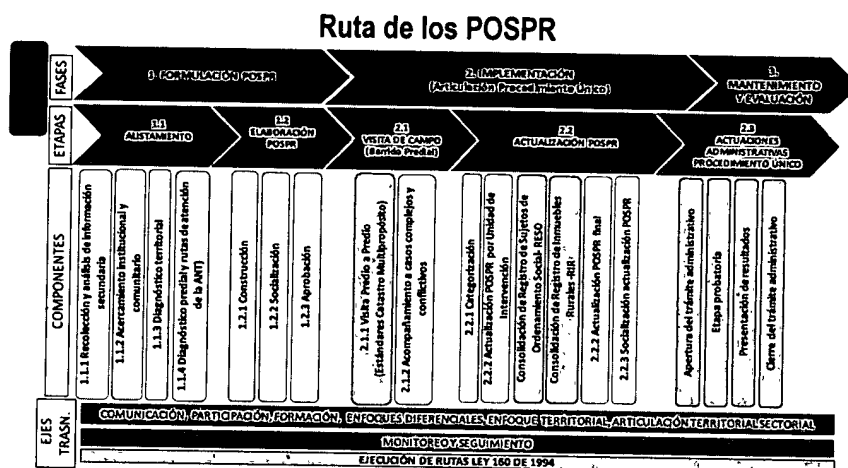 Ruta de los POSPR
FASES
1. FORMULACIÓN POSPR
2. IMPLEMENTACIÓN
(Articulación Procedimiento Único)
3.
MANTENIMIENTO
Y EVALUACIÓN
ETAPAS
1.1
ALISTAMIENTO
1.2
ELABORACIÓN
POSPR
2.1
VISITA DE CAMPO
(Barrido Predial)
2.2
ACTUALIZACIÓN POSPR
2.3
ACTUACIONES
ADMINISTRATIVAS
PROCEDIMIENTO ÚNICO
COMPONENTES
1.1.1 Recolección y análisis de información
secundaria
1.1.2 Acercamiento institucional y
comunitario
1.1.3 Diagnóstico territorial
1.1.4 Diagnóstico predial y rutas de atención
de la ANT)
1.2.1 Construcción
1.2.2 Socialización
1.2.3 Aprobación
2.1.1 Visita Predio a Predio
(Estándares Catastro Multipropósito)
2.1.2 Acompañamiento a casos complejos y
conflictivos
2.2.1 Categorización
2.2.2 Actualización POSPR por Unidad de
Intervención
Consolidación de Registro de Sujetos de
Ordenamiento Social- RESO
Consolidación de Registro de Inmuebles
Rurales -RIR
2.2.2 Actualización POSPR final
2.2.3 Socialización actualización POSPR
Apertura del trámite administrativo
Etapa probatoria
Presentación de resultados
Cierre del trámite administrativo
EJES
TRASN.
COMUNICACIÓN, PARTICIPACIÓN, FORMACIÓN, ENFOQUES DIFERENCIALES, ENFOQUE TERRITORIAL, ARTICULACIÓN TERRITORIAL SECTORIAL
MONITOREO Y SEGUIMIENTO
EJECUCIÓN DE RUTAS LEY 160 DE 1994